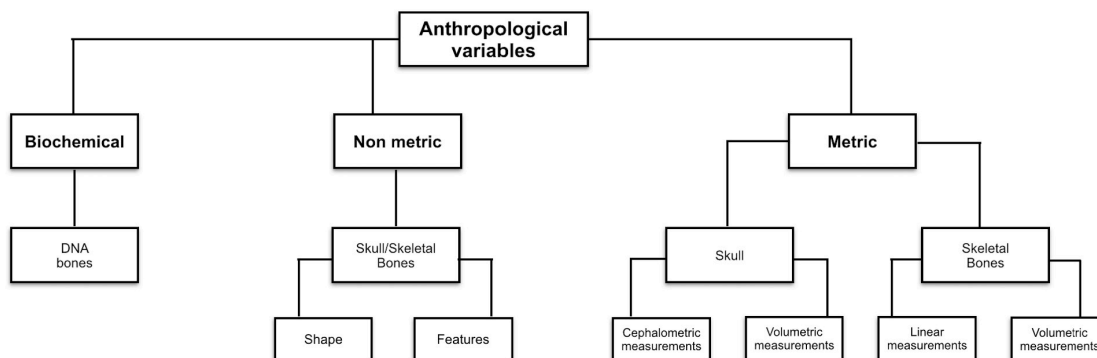 Anthropological
variables
Biochemical
Non metric
Metric
DNA
bones
Skull/Skeletal
Bones
Skull
Skeletal
Bones
Shape
Features
Cephalometric
measurements
Volumetric
measurements
Linear
measurements
Volumetric
measurements